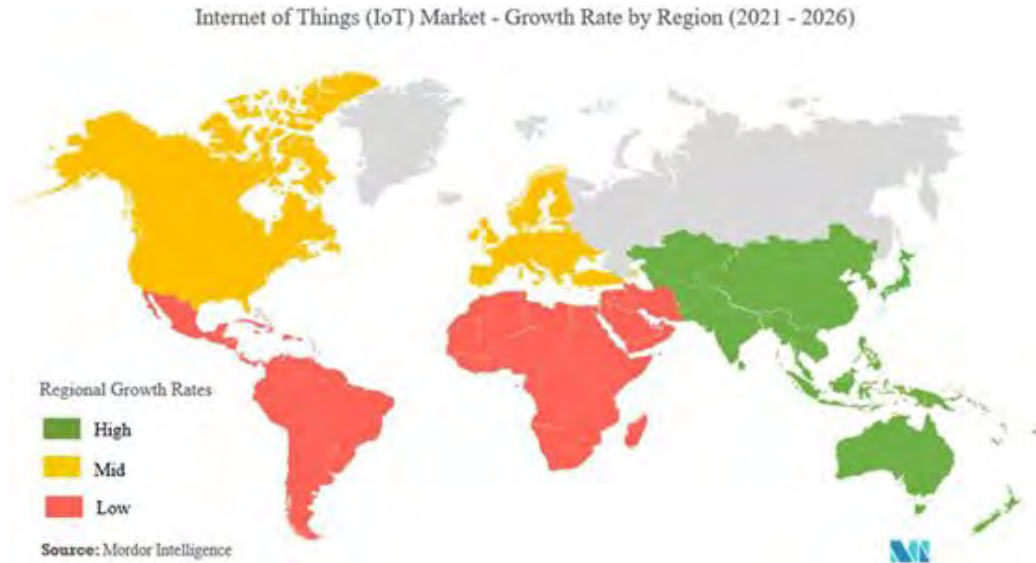 Internet of Things (IoT) Market - Growth Rate by Region (2021 - 2026)
Regional Growth Rates
High
Mid
Low
Source: Mordor Intelligence